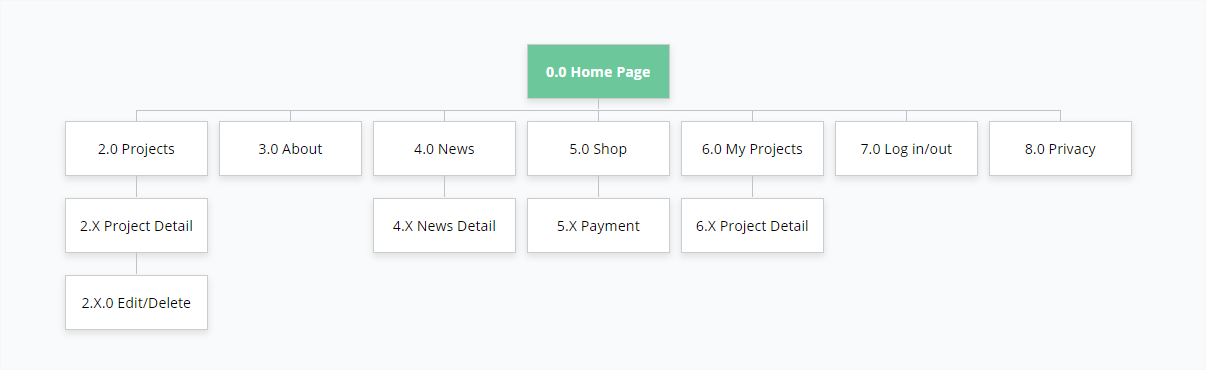 0.0 Home Page
2.0 Projects
3.0 About
4.0 News
5.0 Shop
6.0 My Projects
7.0 Log in/out
8.0 Privacy
2.X Project Detail
4.X News Detail
5.X Payment
6.X Project Detail
2.X.0 Edit/Delete